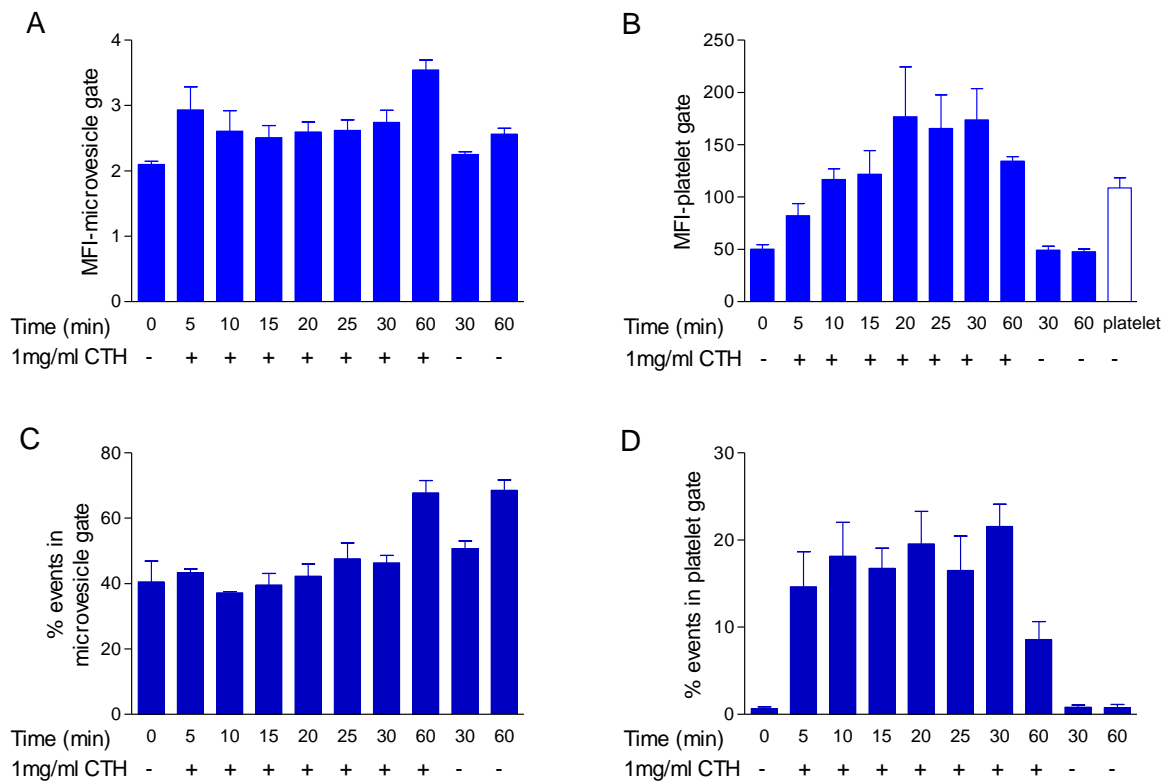 A
MFI-microvesicle gate
4
3
2
1
0
Time (min) 0 5 10 15 20 25 30 60 30 60
1mg/ml CTH - + + + + + + + - -
B
MFI-platelet gate
250
200
150
100
50
0
Time (min) 0 5 10 15 20 25 30 60 30 60 platelet
1mg/ml CTH - + + + + + + + - - -
C
% events in
microvesicle gate
80
60
40
20
0
Time (min) 0 5 10 15 20 25 30 60 30 60
1mg/ml CTH - + + + + + + + - -
D
% events in platelet gate
30
20
10
0
Time (min) 0 5 10 15 20 25 30 60 30 60
1mg/ml CTH - + + + + + + + - -